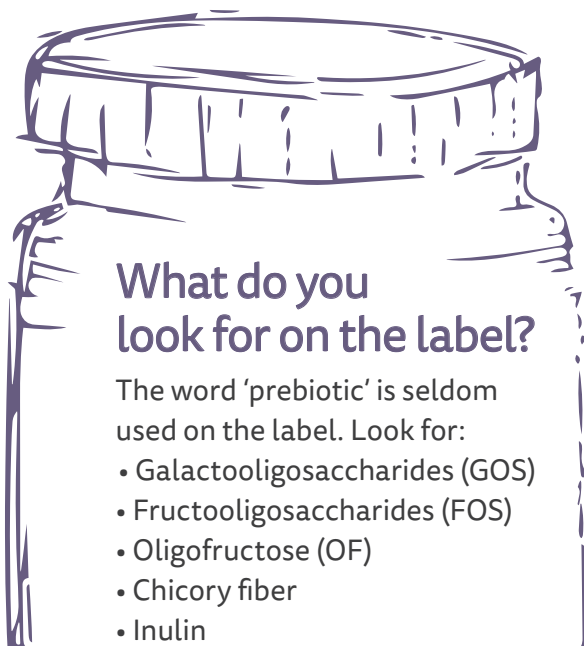 What do you
look for on the label?
The word ‘prebiotic’ is seldom
used on the label. Look for:
• Galactooligosaccharides (GOS)
• Fructooligosaccharides (FOS)
• Oligofructose (OF)
• Chicory fiber
• Inulin